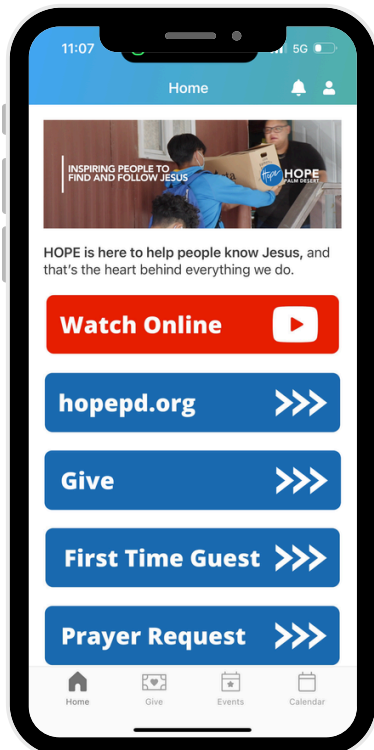 11:07
5G
Home
INSPIRING PEOPLE TO
FIND AND FOLLOW JESUS
Hope
HOPE
PALM DESERT
HOPE is here to help people know Jesus, and
that's the heart behind everything we do.
Watch Online
hopepd.org
Give
First Time Guest
Prayer Request
Home
Give
Events
Calendar